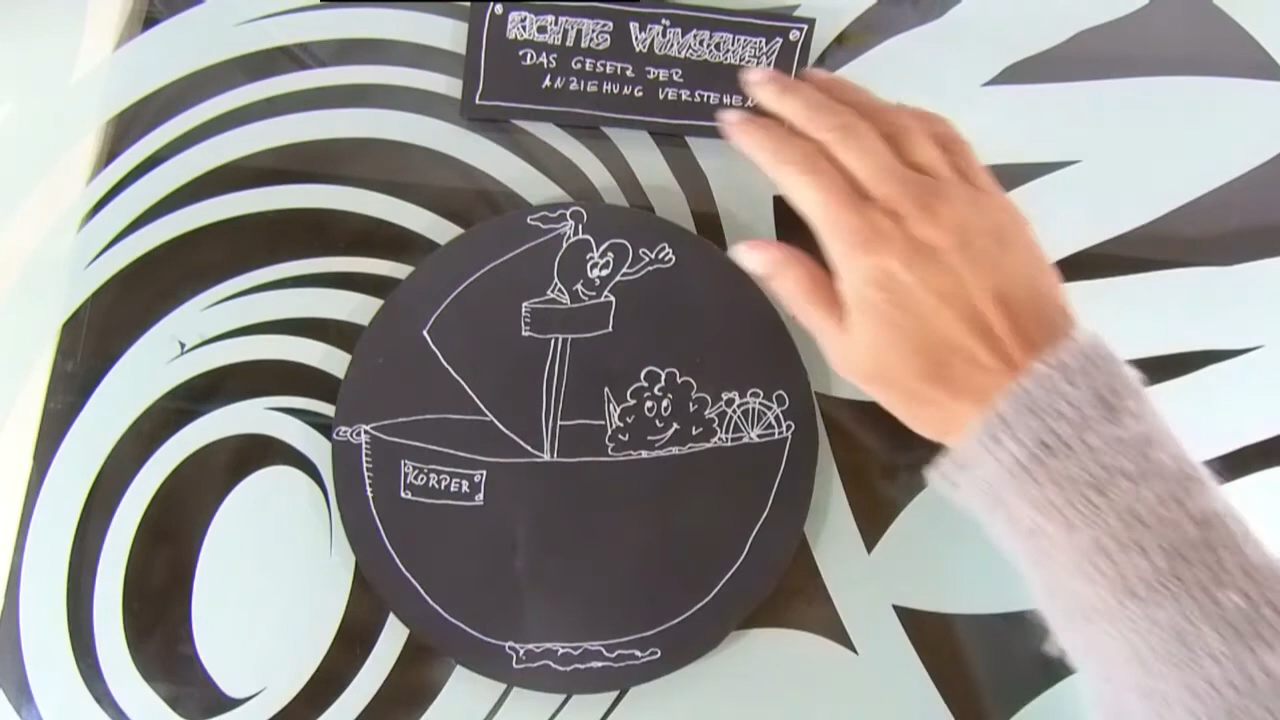 RICHTIG WÜNSCHEN
DAS GESETZ DER
ANZIEHUNG VERSTEHEN
KÖRPER